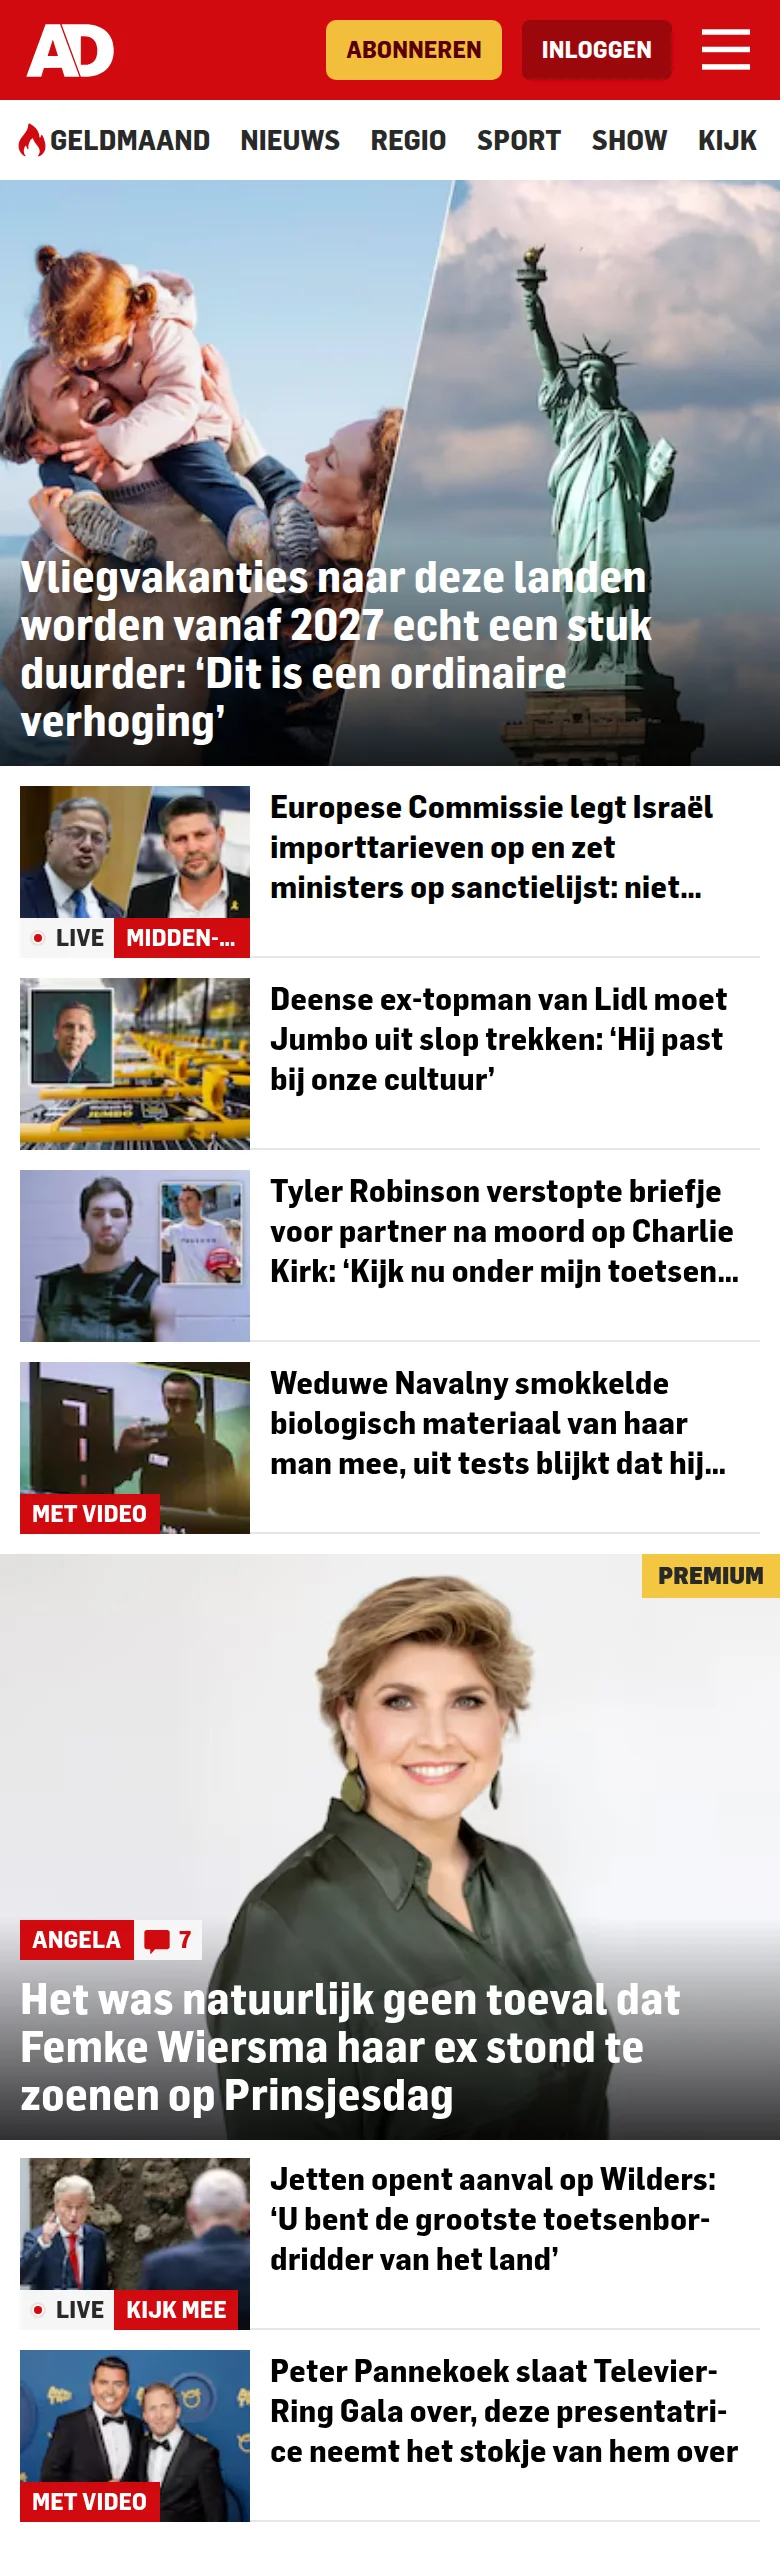 AD
ABONNEREN
INLOGGEN
GELDMAAND NIEUWS REGIO SPORT SHOW KIJK
Vliegvakanties naar deze landen
worden vanaf 2027 echt een stuk
duurder: ‘Dit is een ordinaire
verhoging’
Europese Commissie legt Israël
importtarieven op en zet
ministers op sanctielijst: niet...
LIVE MIDDEN-...
Deense ex-topman van Lidl moet
Jumbo uit slop trekken: ‘Hij past
bij onze cultuur’
JUMBO
Tyler Robinson verstopte briefje
voor partner na moord op Charlie
Kirk: ‘Kijk nu onder mijn toetsen...
Weduwe Navalny smokkelde
biologisch materiaal van haar
man mee, uit tests blijkt dat hij...
MET VIDEO
PREMIUM
ANGELA 7
Het was natuurlijk geen toeval dat
Femke Wiersma haar ex stond te
zoenen op Prinsjesdag
Jetten opent aanval op Wilders:
‘U bent de grootste toetsenbor-
dridder van het land’
LIVE KIJK MEE
Peter Pannekoek slaat Televier-
Ring Gala over, deze presentatri-
ce neemt het stokje van hem over
MET VIDEO